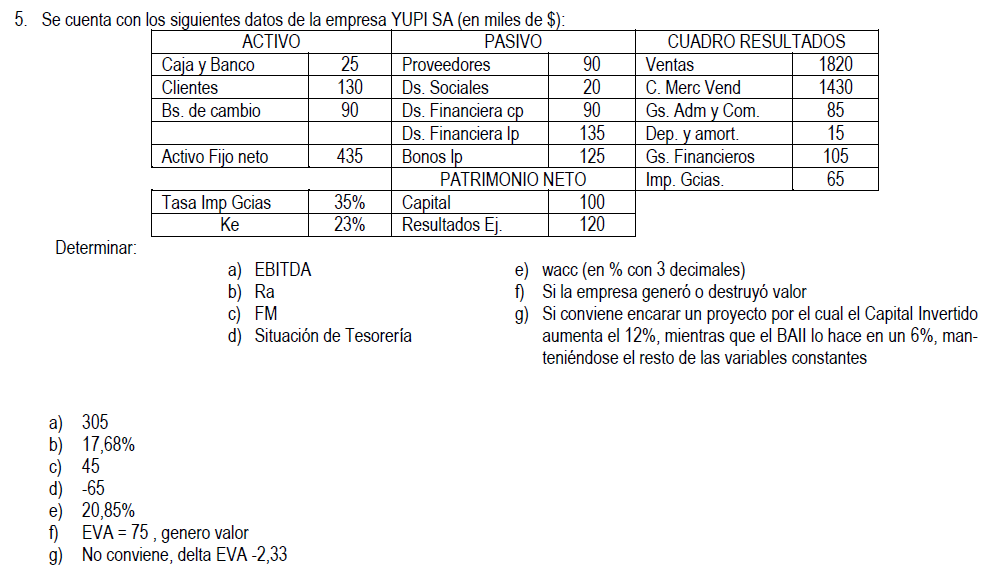 5. Se cuenta con los siguientes datos de la empresa YUPI SA (en miles de $):
ACTIVO PASIVO CUADRO RESULTADOS
Caja y Banco 25 Proveedores 90 Ventas 1820
Clientes 130 Ds. Sociales 20 C. Merc Vend 1430
Bs. de cambio 90 Ds. Financiera cp 90 Gs. Adm y Com. 85
Ds. Financiera lp 135 Dep. y amort. 15
Activo Fijo neto 435 Bonos lp 125 Gs. Financieros 105
PATRIMONIO NETO Imp. Gcias. 65
Tasa Imp Gcias 35% Capital 100
Ke 23% Resultados Ej. 120
Determinar:
a) EBITDA
b) Ra
c) FM
d) Situación de Tesorería
e) wacc (en % con 3 decimales)
f) Si la empresa generó o destruyó valor
g) Si conviene encarar un proyecto por el cual el Capital Invertido
aumenta el 12%, mientras que el BAII lo hace en un 6%, man-
teniéndose el resto de las variables constantes
a) 305
b) 17,68%
c) 45
d) -65
e) 20,85%
f) EVA = 75 , genero valor
g) No conviene, delta EVA -2,33